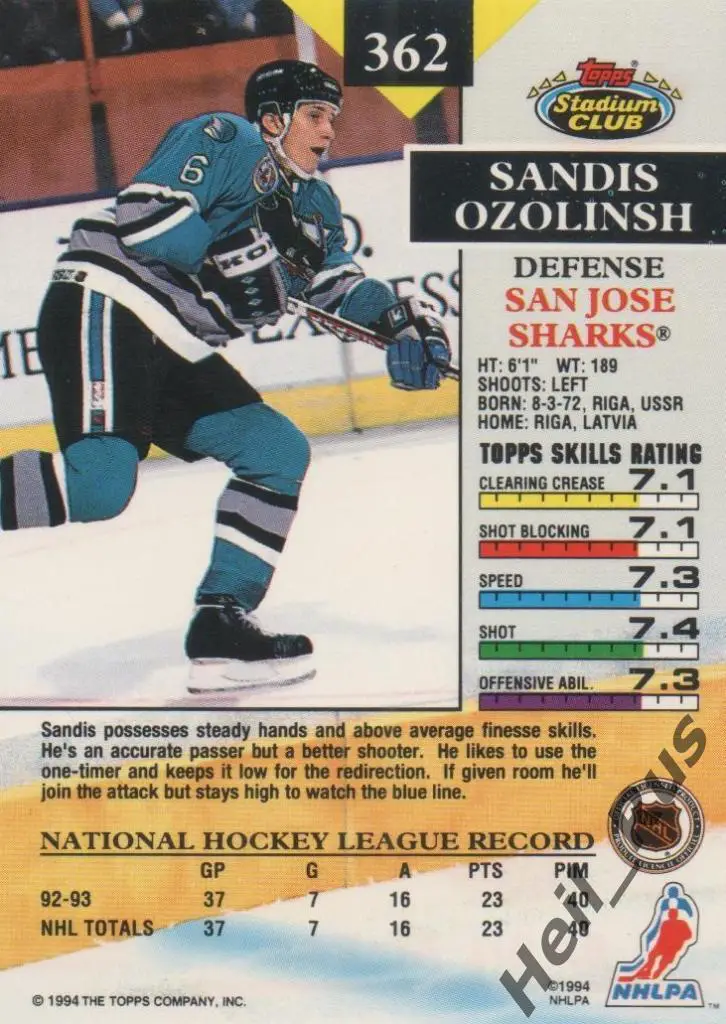 362
Topps®
Stadium
CLUB
SANDIS
OZOLINSH
DEFENSE
SAN JOSE
SHARKS®
HT: 6'1" WT: 189
SHOOTS: LEFT
BORN: 8-3-72, RIGA, USSR
HOME: RIGA, LATVIA
TOPPS SKILLS RATING
CLEARING CREASE 7.1
SHOT BLOCKING 7.1
SPEED 7.3
SHOT 7.4
OFFENSIVE ABIL. 7.3
6
KOHO
Sandis possesses steady hands and above average finesse skills.
He's an accurate passer but a better shooter. He likes to use the
one-timer and keeps it low for the redirection. If given room he'll
join the attack but stays high to watch the blue line.
NHL
NATIONAL HOCKEY LEAGUE RECORD
GP G A PTS PIM
92-93 37 7 16 23 40
NHL TOTALS 37 7 16 23 40
© 1994 THE TOPPS COMPANY, INC.
©1994
NHLPA
NHLPA
TM